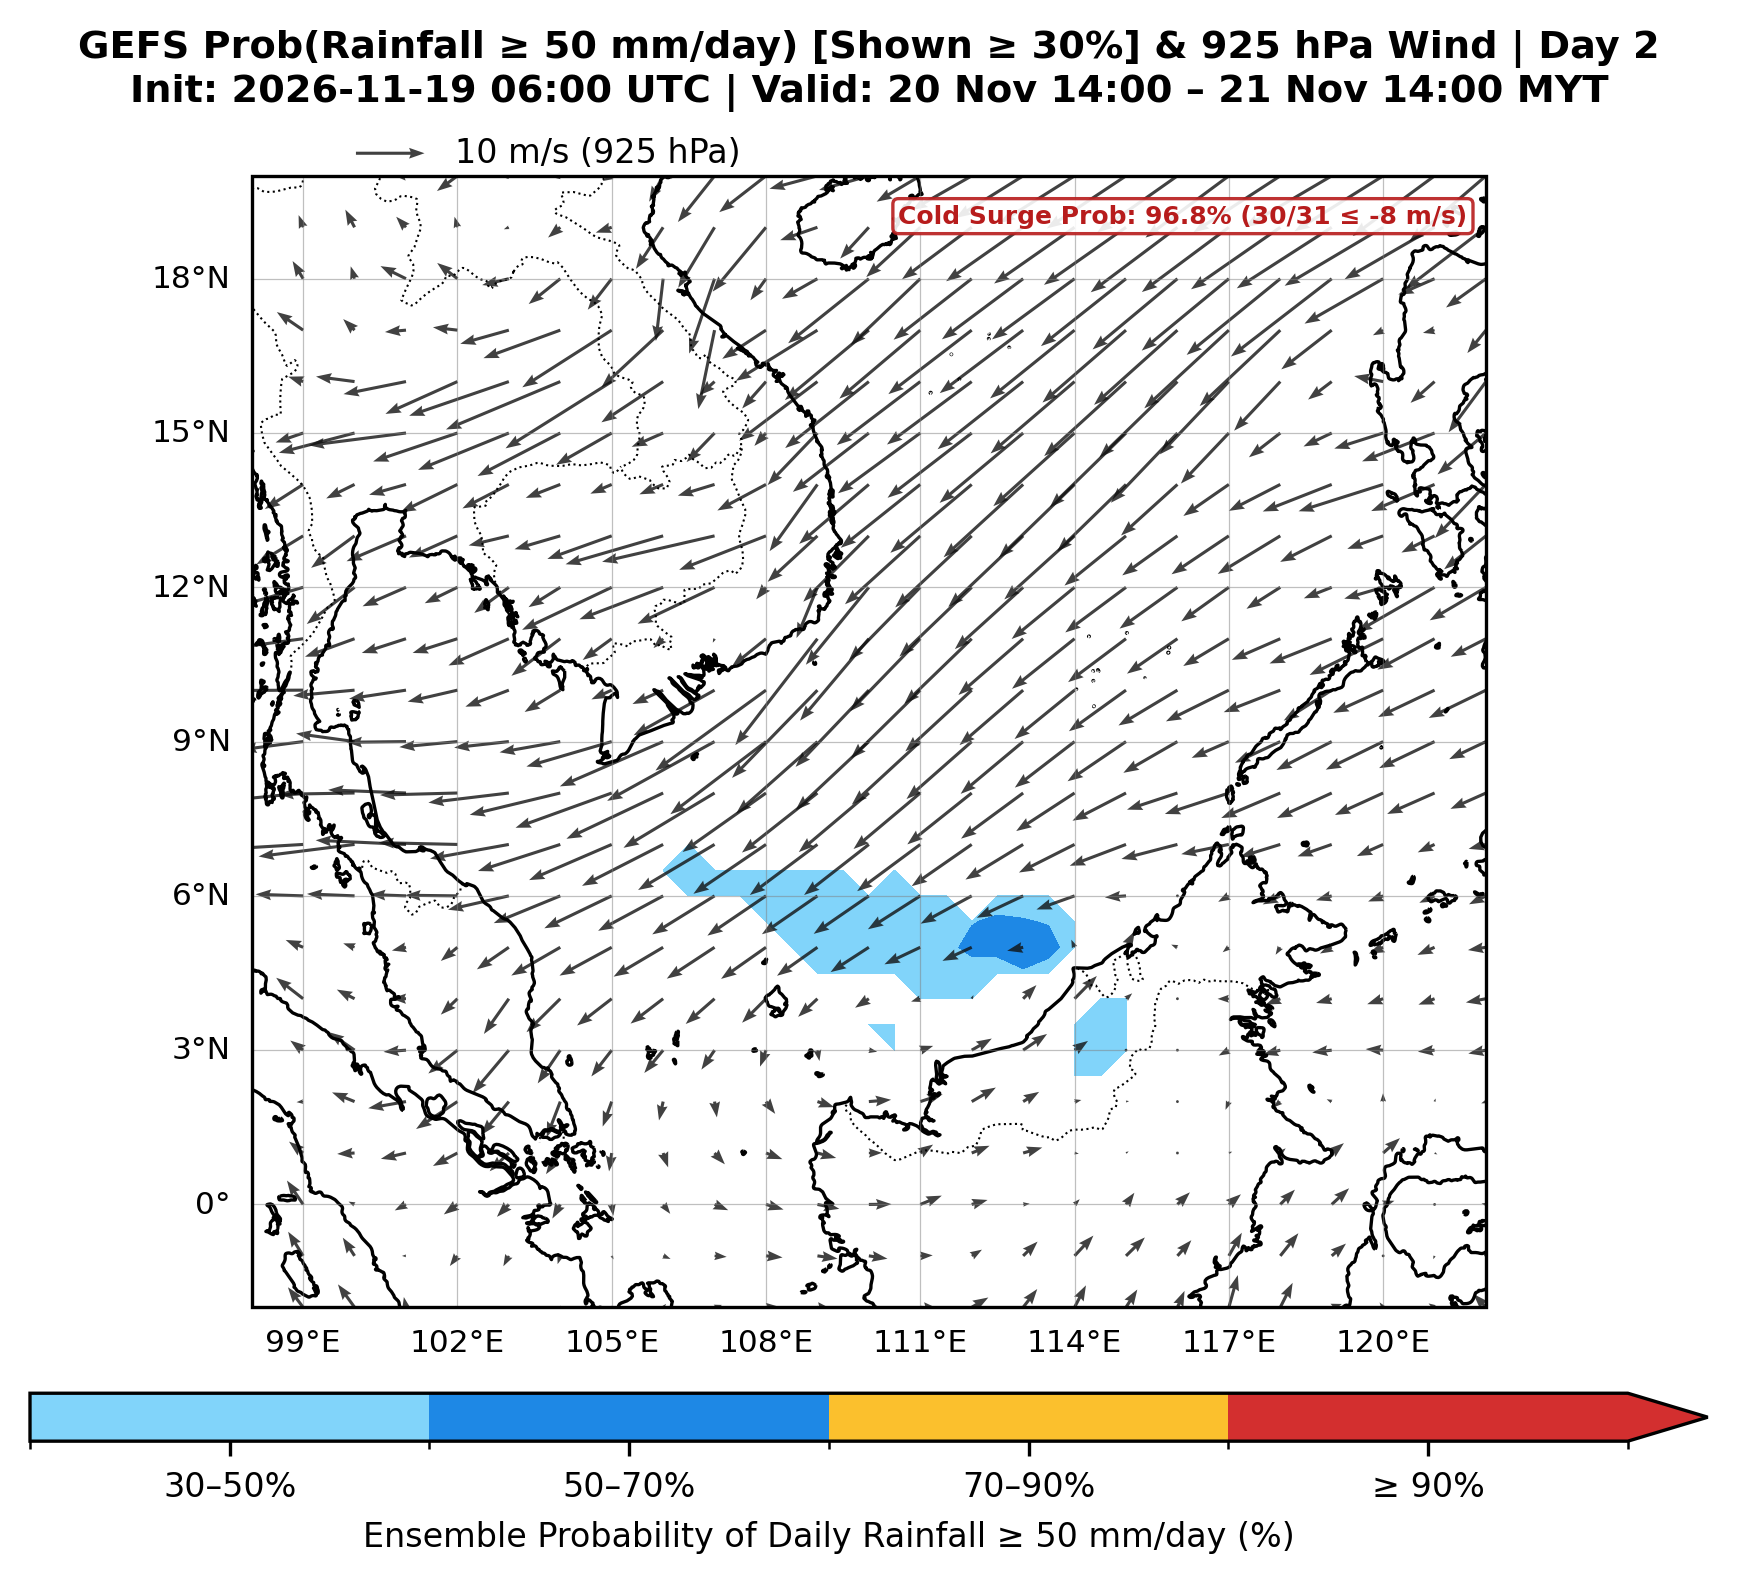 GEFS Prob(Rainfall ≥ 50 mm/day) [Shown ≥ 30%] & 925 hPa Wind | Day 2
Init: 2026-11-19 06:00 UTC | Valid: 20 Nov 14:00 – 21 Nov 14:00 MYT
10 m/s (925 hPa)
Cold Surge Prob: 96.8% (30/31 ≤ -8 m/s)
18°N
15°N
12°N
9°N
6°N
3°N
0°
99°E 102°E 105°E 108°E 111°E 114°E 117°E 120°E
30–50% 50–70% 70–90% ≥ 90%
Ensemble Probability of Daily Rainfall ≥ 50 mm/day (%)